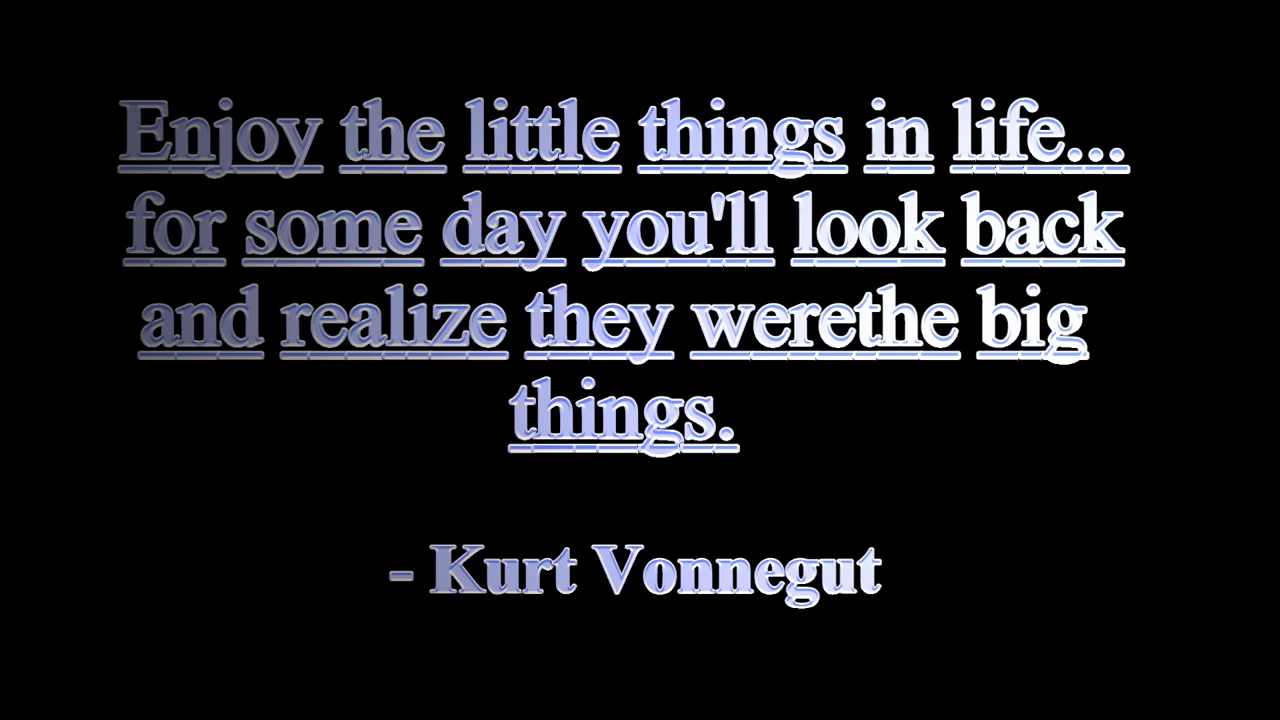 Enjoy the little things in life...
for some day you'll look back
and realize they werethe big
things.
- Kurt Vonnegut